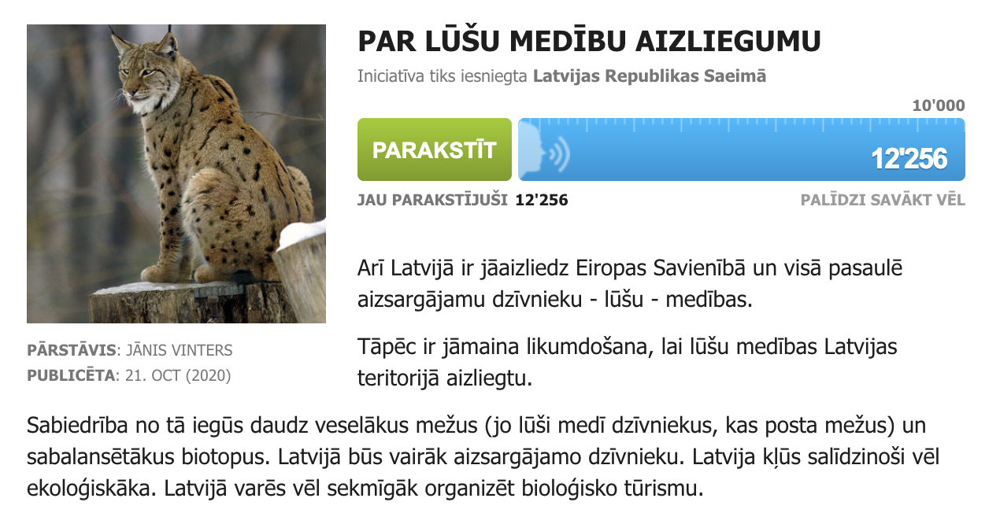 PAR LŪŠU MEDĪBU AIZLIEGUMU
Iniciatīva tiks iesniegta Latvijas Republikas Saeimā
10'000
PARAKSTĪT
12'256
JAU PARAKSTĪJUŠI 12'256
PALĪDZI SAVĀKT VĒL
Arī Latvijā ir jāaizliedz Eiropas Savienībā un visā pasaulē
aizsargājamu dzīvnieku - lūšu - medības.
Tāpēc ir jāmaina likumdošana, lai lūšu medības Latvijas
teritorijā aizliegtu.
PĀRSTĀVIS: JĀNIS VINTERS
PUBLICĒTA: 21. OCT (2020)
Sabiedrība no tā iegūs daudz veselākus mežus (jo lūši medī dzīvniekus, kas posta mežus) un
sabalansētākus biotopus. Latvijā būs vairāk aizsargājamo dzīvnieku. Latvija kļūs salīdzinoši vēl
ekoloģiskāka. Latvijā varēs vēl sekmīgāk organizēt bioloģisko tūrismu.